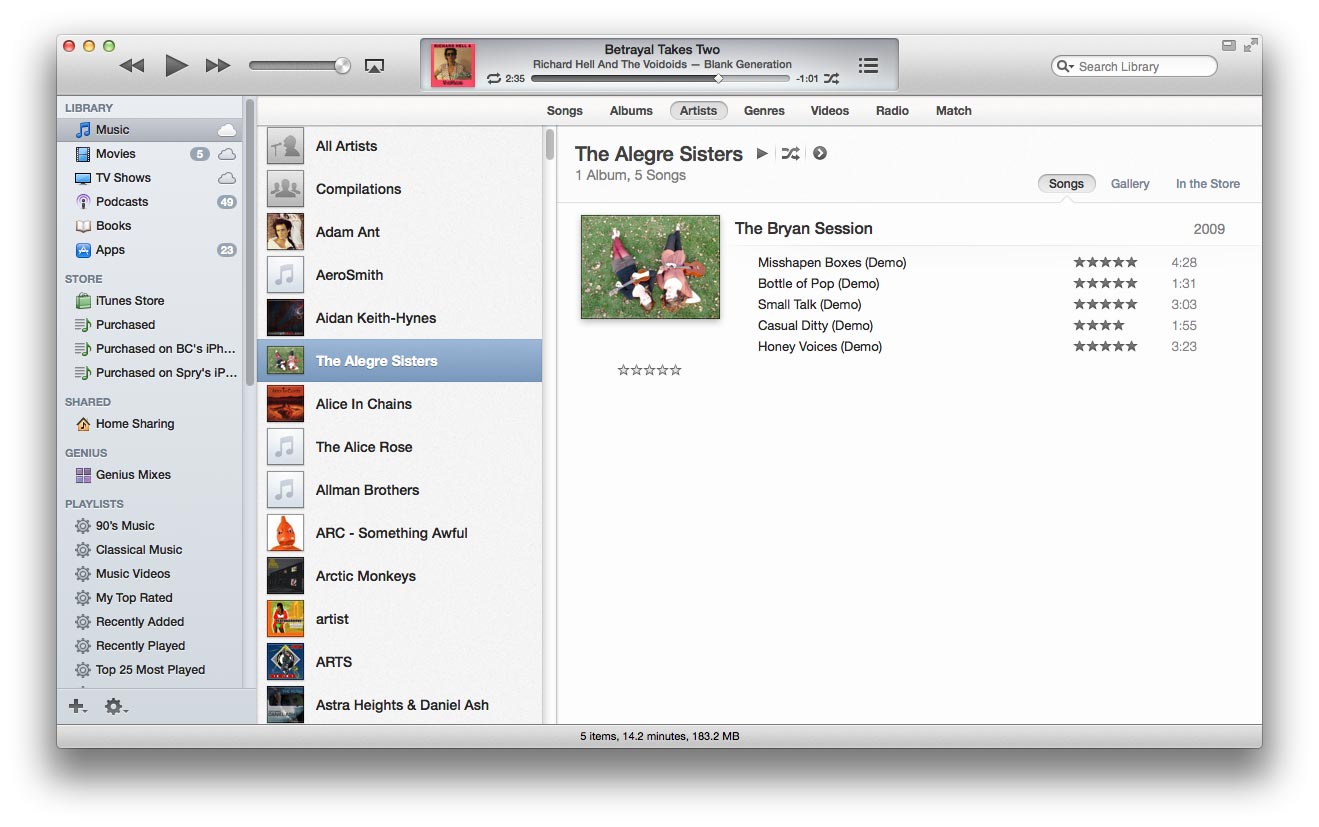 Betrayal Takes Two
Richard Hell And The Voidoids — Blank Generation
2:35
-1:01
Search Library
LIBRARY
Music
Movies 5
TV Shows
Podcasts 49
Books
Apps 23
STORE
iTunes Store
Purchased
Purchased on BC's iPh...
Purchased on Spry's iP...
SHARED
Home Sharing
GENIUS
Genius Mixes
PLAYLISTS
90's Music
Classical Music
Music Videos
My Top Rated
Recently Added
Recently Played
Top 25 Most Played
Songs Albums Artists Genres Videos Radio Match
All Artists
Compilations
Adam Ant
AeroSmith
Aidan Keith-Hynes
The Alegre Sisters
Alice In Chains
The Alice Rose
Allman Brothers
ARC - Something Awful
Arctic Monkeys
artist
ARTS
Astra Heights & Daniel Ash
The Alegre Sisters
1 Album, 5 Songs
Songs Gallery In the Store
The Bryan Session 2009
Misshapen Boxes (Demo) ★★★★★ 4:28
Bottle of Pop (Demo) ★★★★★ 1:31
Small Talk (Demo) ★★★★★ 3:03
Casual Ditty (Demo) ★★★★ 1:55
Honey Voices (Demo) ★★★★★ 3:23
☆☆☆☆☆
5 items, 14.2 minutes, 183.2 MB